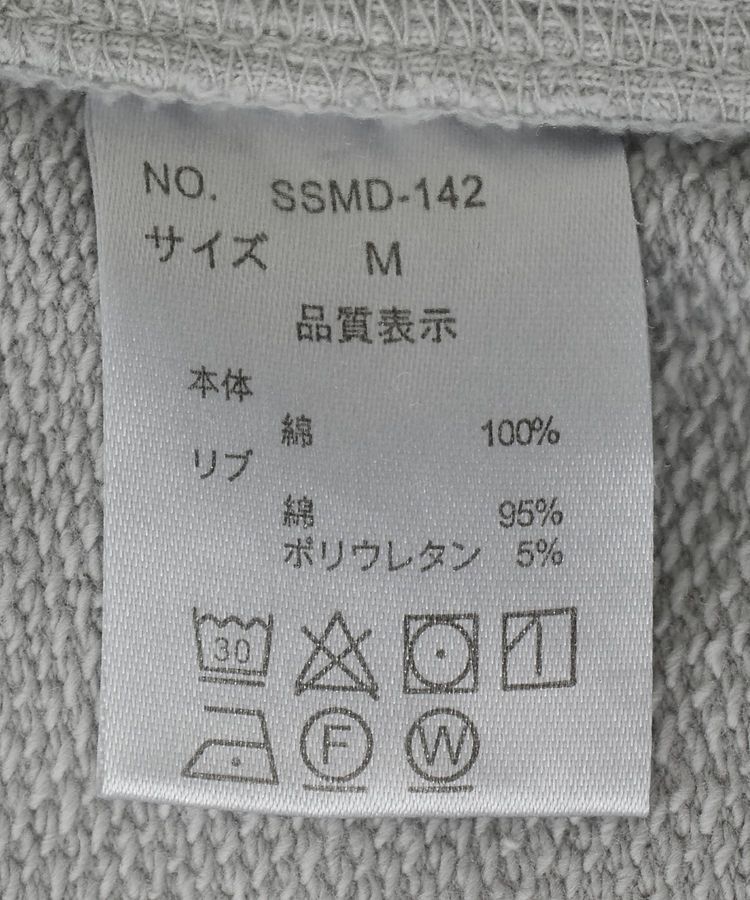 NO. SSMD-142
サイズ M
品質表示
本体
綿 100%
リブ
綿 95%
ポリウレタン 5%
30
F W